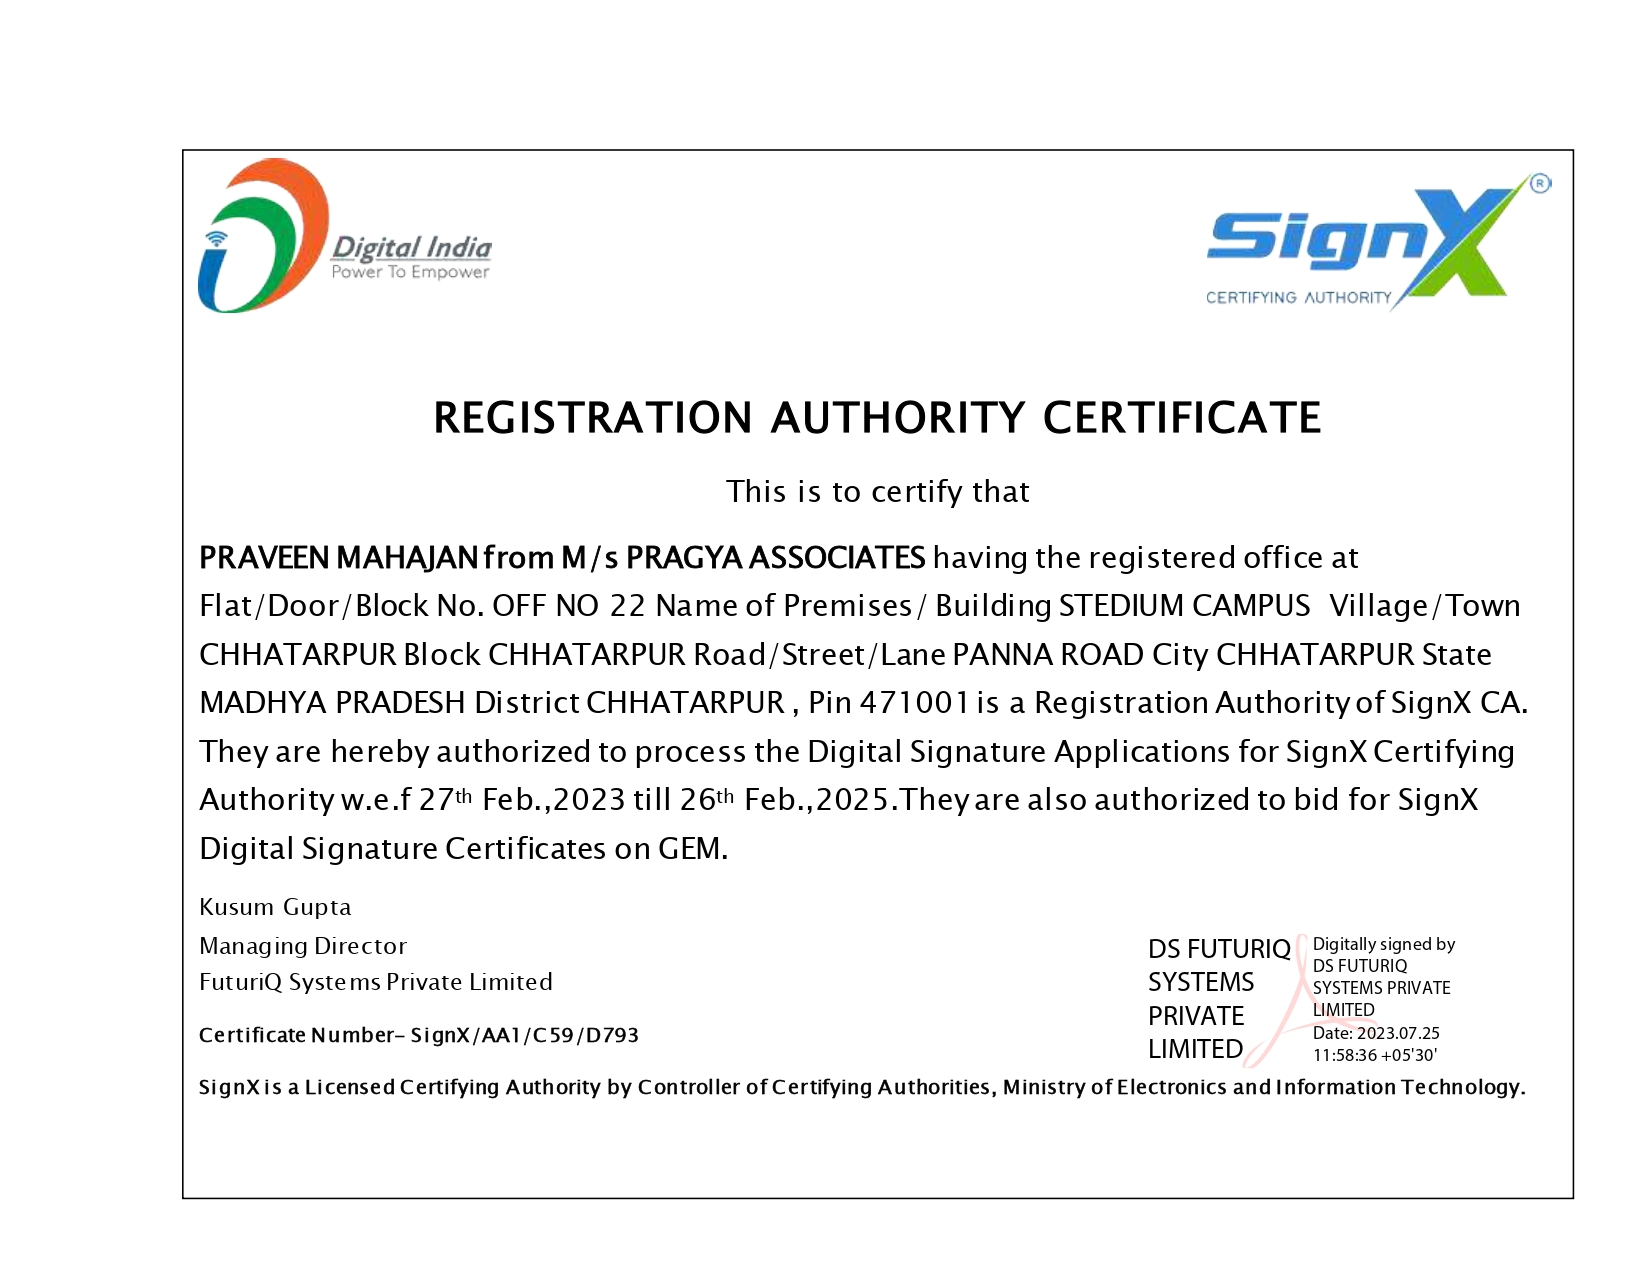 Digital India
Power To Empower
SignX ®
CERTIFYING AUTHORITY
REGISTRATION AUTHORITY CERTIFICATE
This is to certify that
PRAVEEN MAHAJAN from M/s PRAGYA ASSOCIATES having the registered office at
Flat/Door/Block No. OFF NO 22 Name of Premises/ Building STEDIUM CAMPUS Village/Town
CHHATARPUR Block CHHATARPUR Road/Street/Lane PANNA ROAD City CHHATARPUR State
MADHYA PRADESH District CHHATARPUR , Pin 471001 is a Registration Authority of SignX CA.
They are hereby authorized to process the Digital Signature Applications for SignX Certifying
Authority w.e.f 27th Feb.,2023 till 26th Feb.,2025.They are also authorized to bid for SignX
Digital Signature Certificates on GEM.
Kusum Gupta
Managing Director
FuturiQ Systems Private Limited
Certificate Number– SignX/AA1/C59/D793
DS FUTURIQ
SYSTEMS
PRIVATE
LIMITED
Digitally signed by
DS FUTURIQ
SYSTEMS PRIVATE
LIMITED
Date: 2023.07.25
11:58:36 +05'30'
SignX is a Licensed Certifying Authority by Controller of Certifying Authorities, Ministry of Electronics and Information Technology.